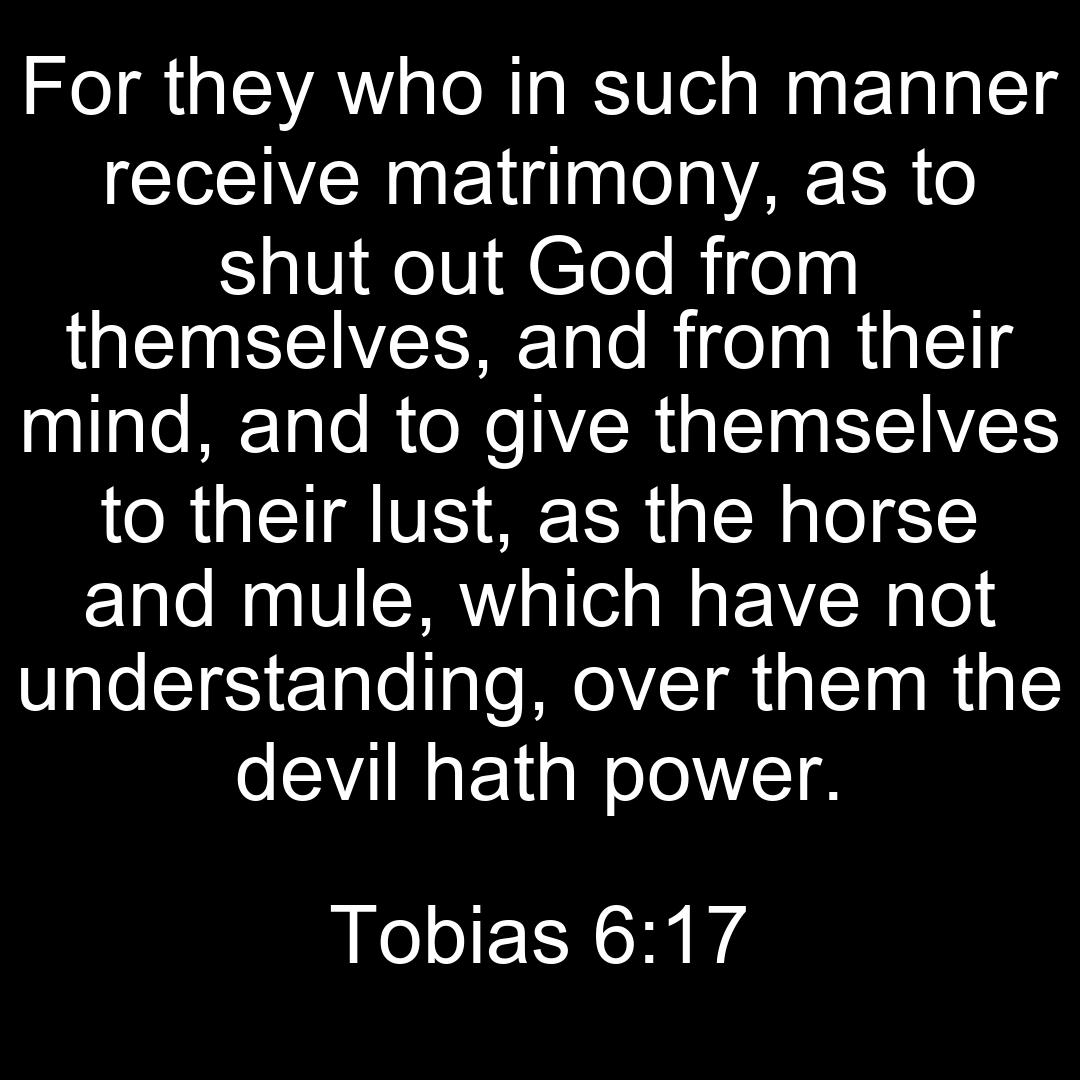 For they who in such manner
receive matrimony, as to
shut out God from
themselves, and from their
mind, and to give themselves
to their lust, as the horse
and mule, which have not
understanding, over them the
devil hath power.
Tobias 6:17